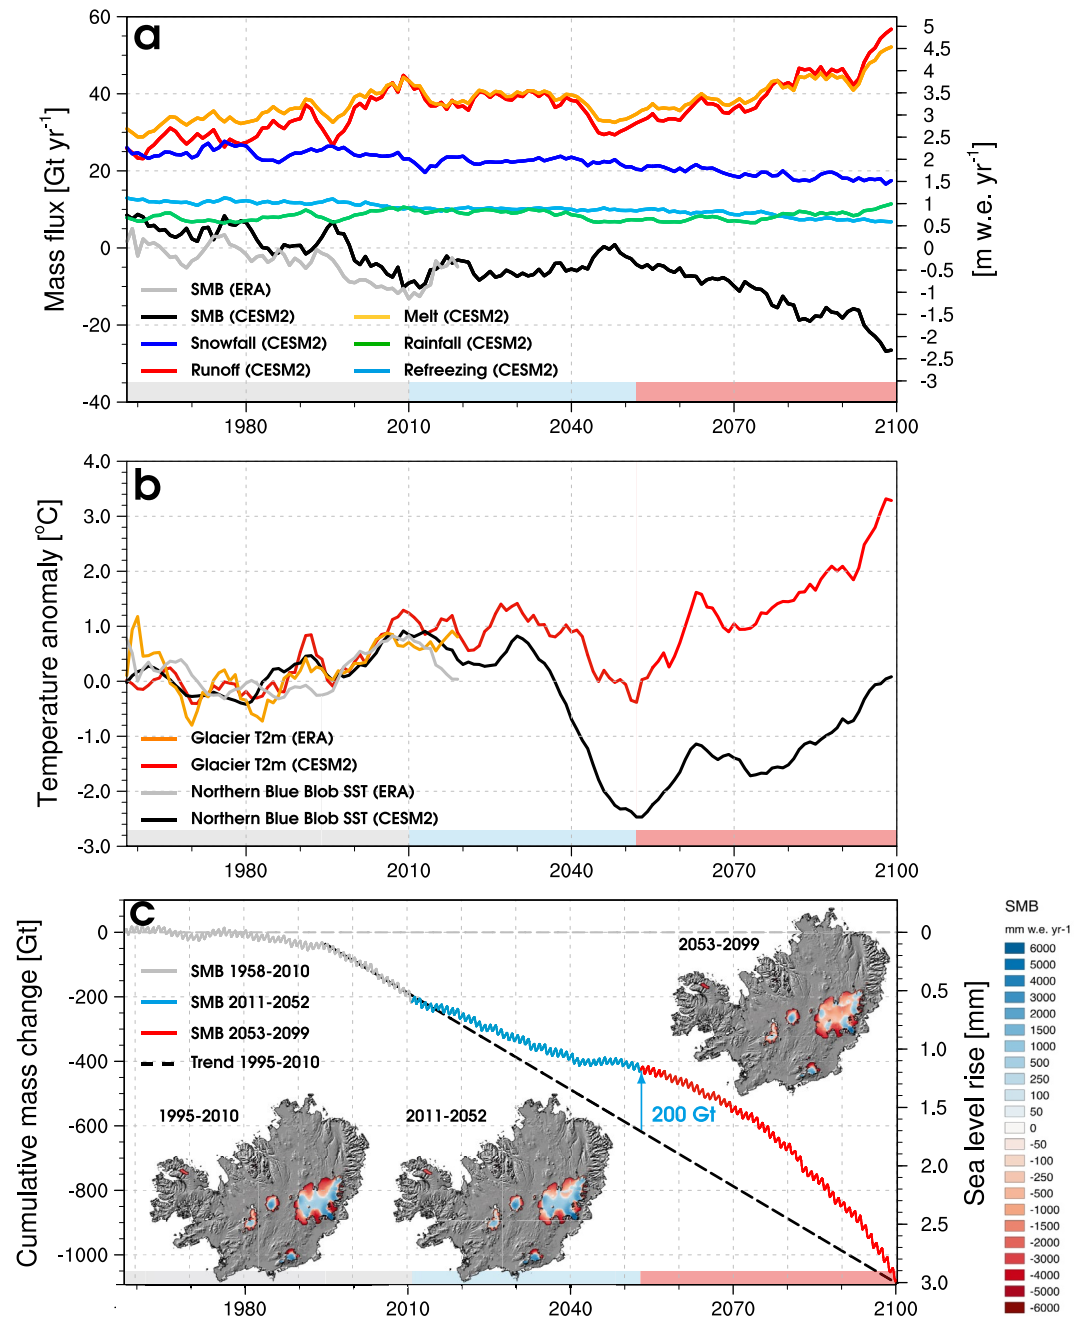 a
60
40
20
0
-20
-40
Mass flux [Gt yr-1]
5
4.5
4
3.5
3
2.5
2
1.5
1
0.5
0
-0.5
-1
-1.5
-2
-2.5
-3
[m w.e. yr-1]
SMB (ERA)
SMB (CESM2)
Snowfall (CESM2)
Runoff (CESM2)
Melt (CESM2)
Rainfall (CESM2)
Refreezing (CESM2)
1980 2010 2040 2070 2100
b
4.0
3.0
2.0
1.0
0.0
-1.0
-2.0
-3.0
Temperature anomaly [°C]
Glacier T2m (ERA)
Glacier T2m (CESM2)
Northern Blue Blob SST (ERA)
Northern Blue Blob SST (CESM2)
1980 2010 2040 2070 2100
c
0
-200
-400
-600
-800
-1000
Cumulative mass change [Gt]
SMB 1958-2010
SMB 2011-2052
SMB 2053-2099
Trend 1995-2010
1995-2010
2011-2052
2053-2099
200 Gt
0
0.5
1.0
1.5
2.0
2.5
3.0
Sea level rise [mm]
1980 2010 2040 2070 2100
SMB
mm w.e. yr-1
6000
5000
4000
3000
2000
1500
1000
500
250
100
50
0
-50
-100
-250
-500
-1000
-1500
-2000
-3000
-4000
-5000
-6000